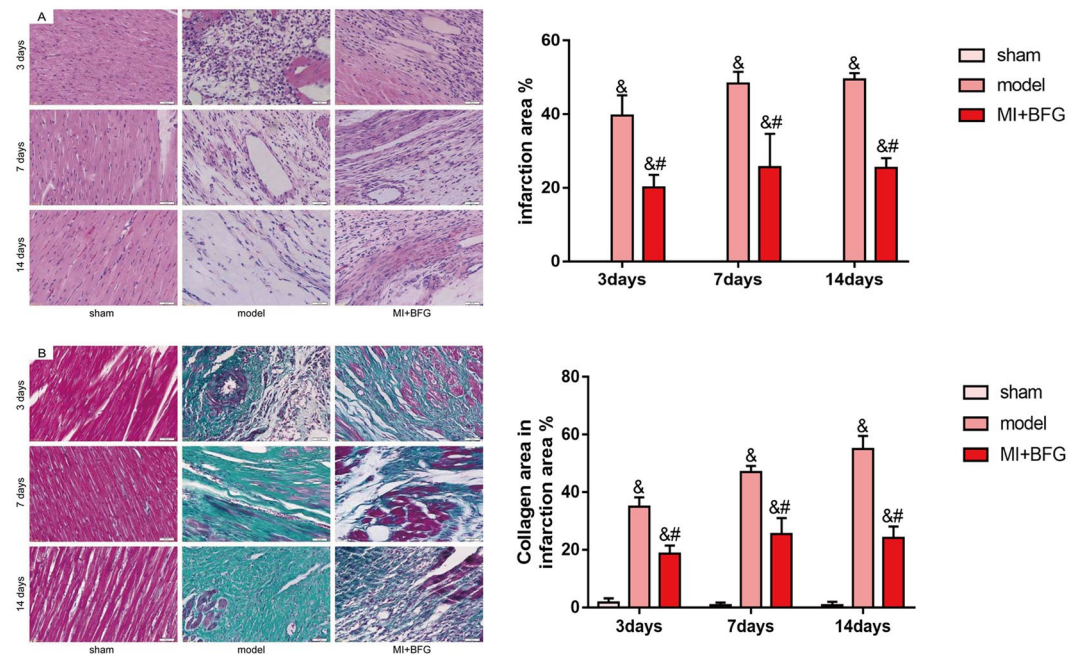 A
3 days
7 days
14 days
sham
model
MI+BFG
infarction area %
60
40
20
0
&
&#
&
&#
&
&#
3days
7days
14days
sham
model
MI+BFG
B
3 days
7 days
14 days
sham
model
MI+BFG
Collagen area in
infarction area %
80
60
40
20
0
&
&#
&
&#
&
&#
3days
7days
14days
sham
model
MI+BFG